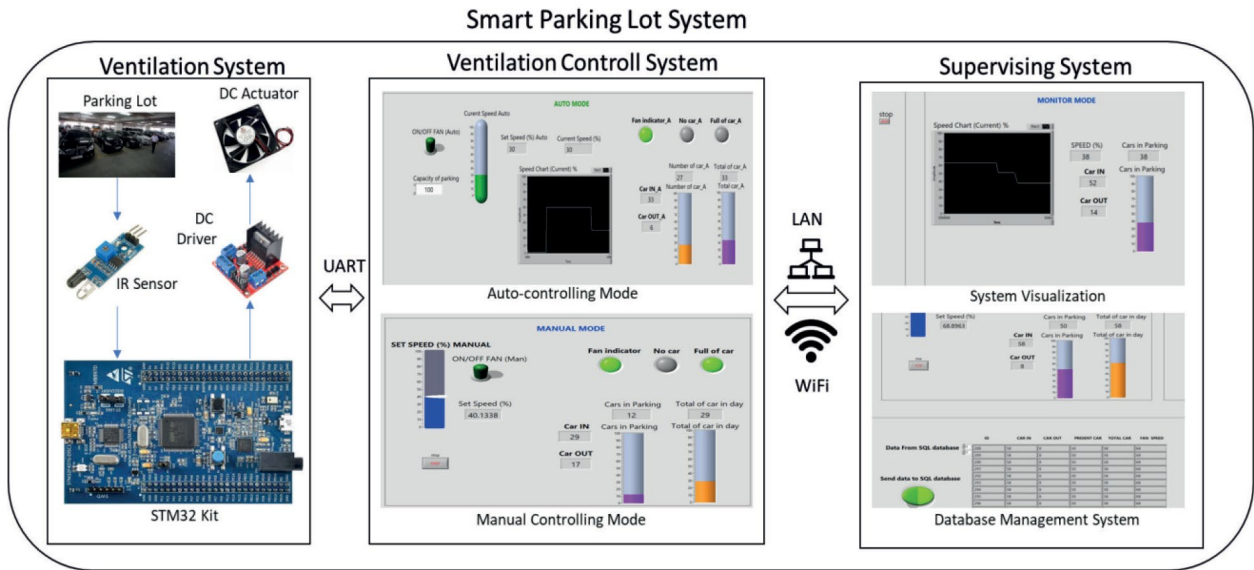 Smart Parking Lot System
Ventilation System
Parking Lot
DC Actuator
DC
Driver
IR Sensor
STM32 Kit
UART
Ventilation Controll System
AUTO MODE
Curent Speed Auto
ON/OFF FAN (Auto)
Set Speed (%) Auto
30
Current Speed (%)
30
Fan indicator_A
No car_A
Full of car_A
Capacity of parking
100
Speed Chart (Current) %
Number of car_A
27
Total of car_A
33
Car IN_A
33
Number of car_A
Total car_A
Car OUT_A
6
Auto-controlling Mode
MANUAL MODE
SET SPEED (%) MANUAL
ON/OFF FAN (Man)
Fan indicator
No car
Full of car
Set Speed (%)
40.1338
Cars in Parking
12
Total of car in day
29
Car IN
29
Cars in Parking
Total of car in day
Car OUT
17
stop
Manual Controlling Mode
LAN
WiFi
Supervising System
MONITOR MODE
stop
Speed Chart (Current) %
SPEED (%)
38
Cars in Parking
38
Car IN
52
Cars in Parking
Car OUT
14
System Visualization
Set Speed (%)
68.8963
Cars in Parking
50
Total of car in day
58
Car IN
58
Cars in Parking
Total of car in day
Car OUT
8
ID CAR IN CAR OUT PRESENT CAR TOTAL CAR FAN SPEED
Data From SQL database
Send data to SQL database
Database Management System